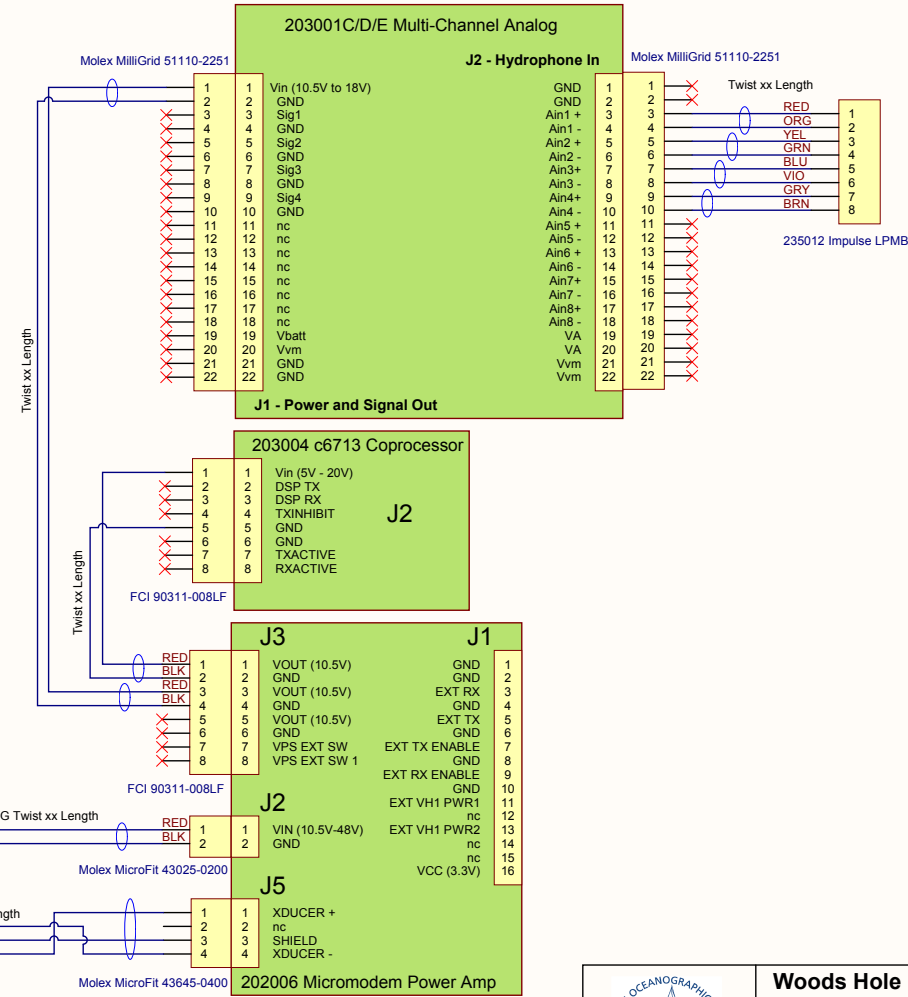 203001C/D/E Multi-Channel Analog
J2 - Hydrophone In
Molex MilliGrid 51110-2251
Molex MilliGrid 51110-2251
1 1 Vin (10.5V to 18V)
2 2 GND
3 3 Sig1
4 4 GND
5 5 Sig2
6 6 GND
7 7 Sig3
8 8 GND
9 9 Sig4
10 10 GND
11 11 nc
12 12 nc
13 13 nc
14 14 nc
15 15 nc
16 16 nc
17 17 nc
18 18 nc
19 19 Vbatt
20 20 Vvm
21 21 GND
22 22 GND
GND 1 1
GND 2 2
Ain1 + 3 3
Ain1 - 4 4
Ain2 + 5 5
Ain2 - 6 6
Ain3+ 7 7
Ain3 - 8 8
Ain4+ 9 9
Ain4 - 10 10
Ain5 + 11 11
Ain5 - 12 12
Ain6 + 13 13
Ain6 - 14 14
Ain7+ 15 15
Ain7 - 16 16
Ain8+ 17 17
Ain8 - 18 18
VA 19 19
VA 20 20
Vvm 21 21
Vvm 22 22
Twist xx Length
RED 1
ORG 2
YEL 3
GRN 4
BLU 5
VIO 6
GRY 7
BRN 8
235012 Impulse LPMB
J1 - Power and Signal Out
Twist xx Length
203004 c6713 Coprocessor
J2
1 1 Vin (5V - 20V)
2 2 DSP TX
3 3 DSP RX
4 4 TXINHIBIT
5 5 GND
6 6 GND
7 7 TXACTIVE
8 8 RXACTIVE
FCI 90311-008LF
Twist xx Length
J3
J1
RED 1 1 VOUT (10.5V)
BLK 2 2 GND
RED 3 3 VOUT (10.5V)
BLK 4 4 GND
5 5 VOUT (10.5V)
6 6 GND
7 7 VPS EXT SW
8 8 VPS EXT SW 1
FCI 90311-008LF
GND 1
GND 2
EXT RX 3
GND 4
EXT TX 5
GND 6
EXT TX ENABLE 7
GND 8
EXT RX ENABLE 9
GND 10
EXT VH1 PWR1 11
nc 12
EXT VH1 PWR2 13
nc 14
nc 15
VCC (3.3V) 16
J2
G Twist xx Length
RED 1 1 VIN (10.5V-48V)
BLK 2 2 GND
Molex MicroFit 43025-0200
J5
ngth
1 1 XDUCER +
2 2 nc
3 3 SHIELD
4 4 XDUCER -
Molex MicroFit 43645-0400
202006 Micromodem Power Amp
OCEANOGRAPHIC
Woods Hole